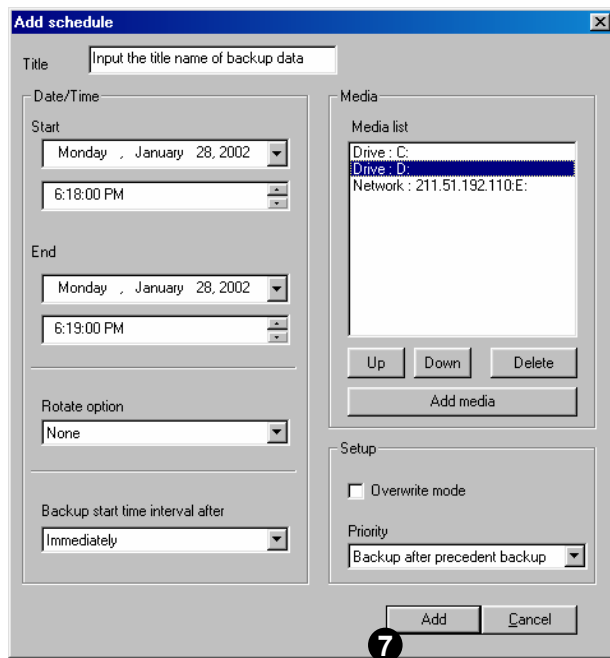 Add schedule
Title
Input the title name of backup data
Date/Time
Start
Monday , January 28, 2002
6:18:00 PM
End
Monday , January 28, 2002
6:19:00 PM
Rotate option
None
Backup start time interval after
Immediately
Media
Media list
Drive : C:
Drive : D:
Network : 211.51.192.110:E:
Up Down Delete
Add media
Setup
Overwrite mode
Priority
Backup after precedent backup
Add Cancel
7